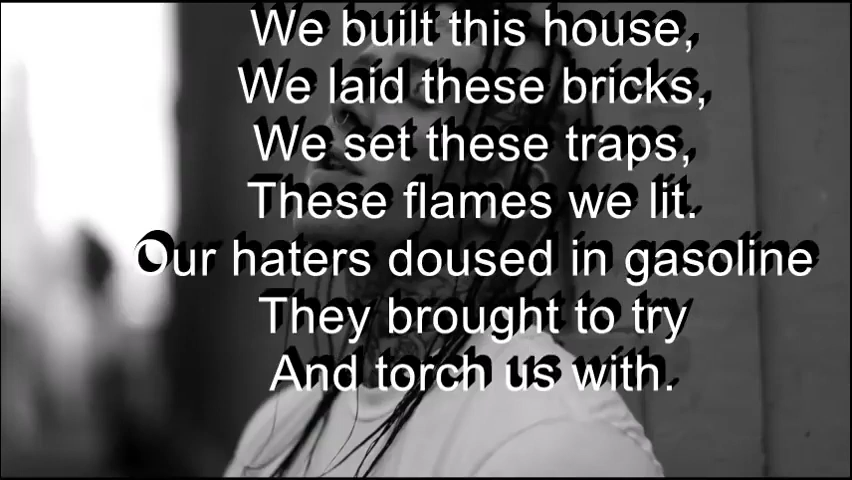 We built this house,
We laid these bricks,
We set these traps,
These flames we lit.
Our haters doused in gasoline
They brought to try
And torch us with.